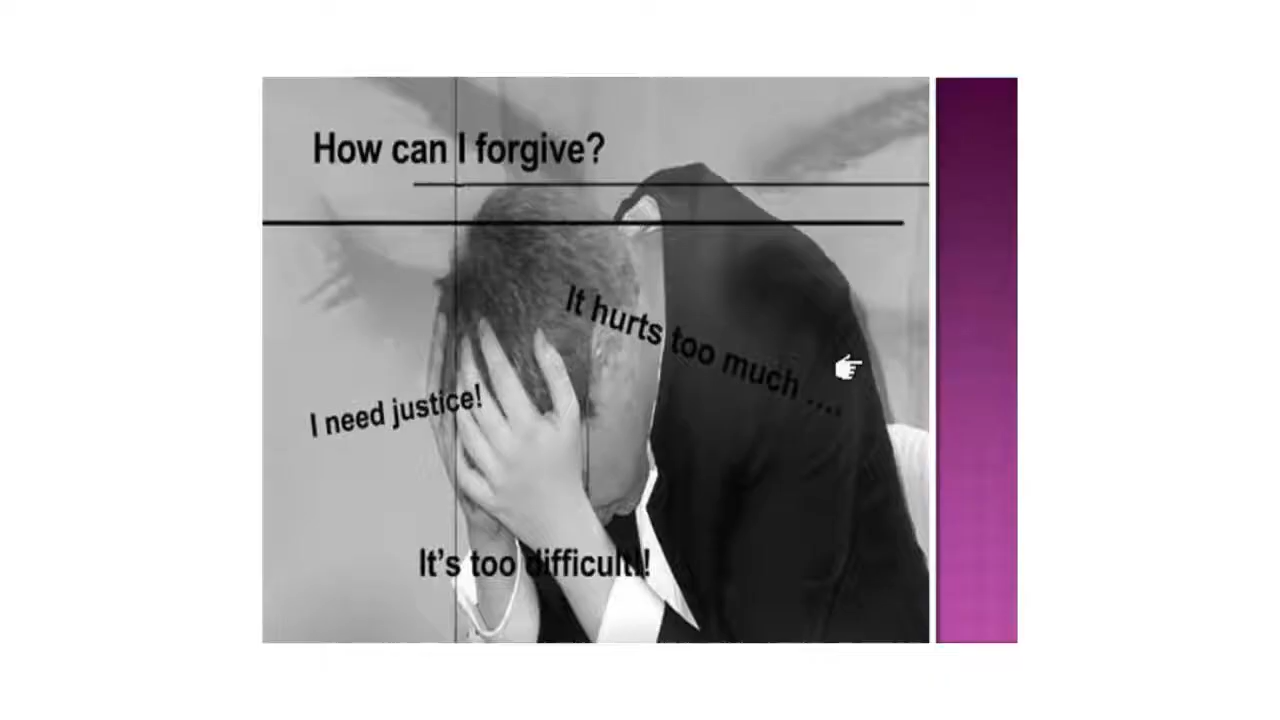 How can I forgive?
It hurts too much ....
I need justice!
It's too difficult!!